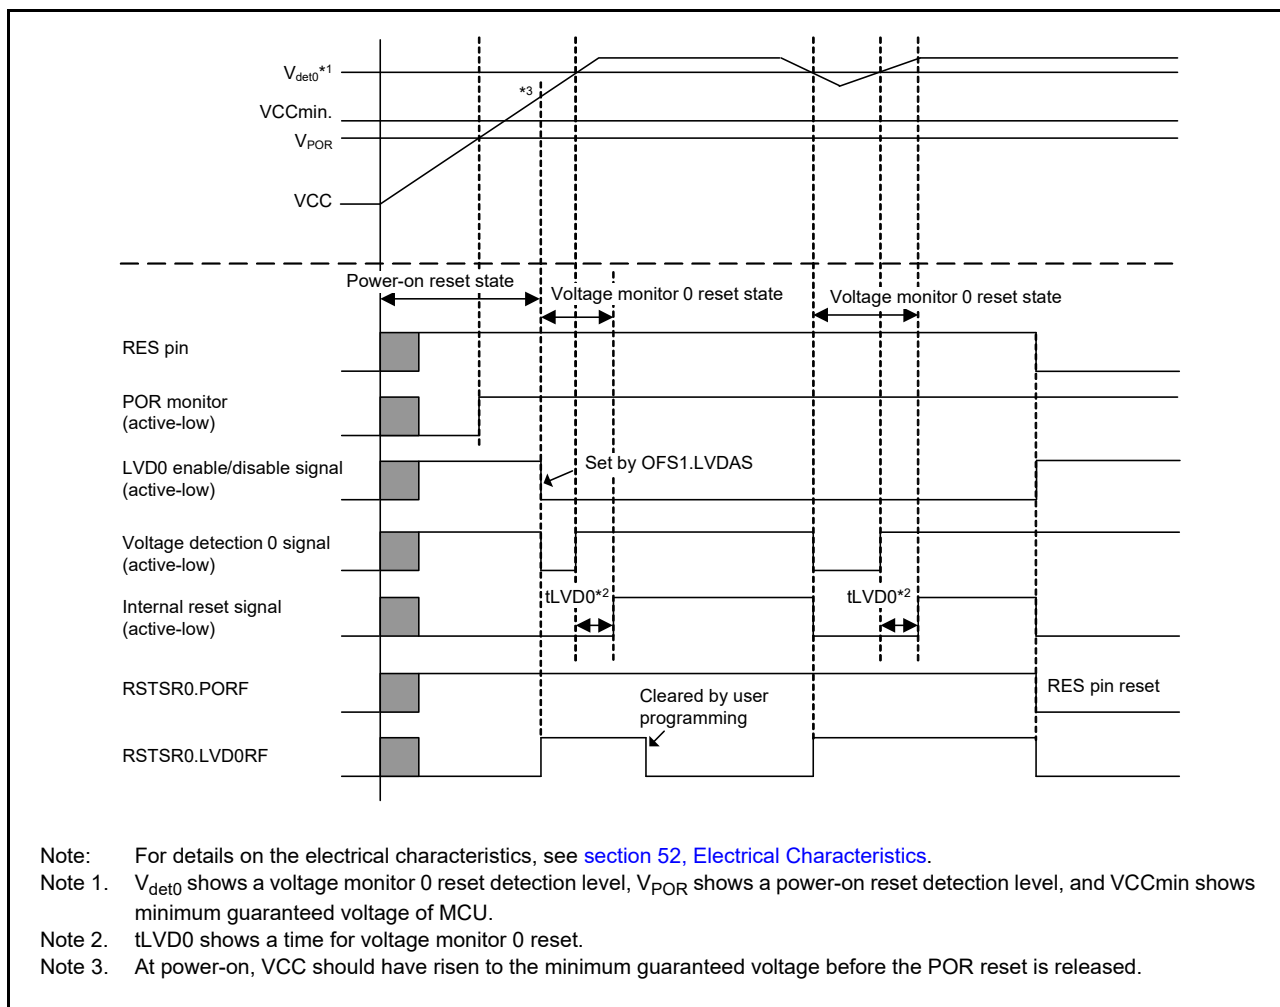 Vdet0*1
*3
VCCmin.
VPOR
VCC
Power-on reset state
Voltage monitor 0 reset state
Voltage monitor 0 reset state
RES pin
POR monitor
(active-low)
LVD0 enable/disable signal
(active-low)
Set by OFS1.LVDAS
Voltage detection 0 signal
(active-low)
Internal reset signal
(active-low)
tLVD0*2
tLVD0*2
RSTSR0.PORF
RES pin reset
Cleared by user
programming
RSTSR0.LVD0RF
Note: For details on the electrical characteristics, see section 52, Electrical Characteristics.
Note 1. Vdet0 shows a voltage monitor 0 reset detection level, VPOR shows a power-on reset detection level, and VCCmin shows
minimum guaranteed voltage of MCU.
Note 2. tLVD0 shows a time for voltage monitor 0 reset.
Note 3. At power-on, VCC should have risen to the minimum guaranteed voltage before the POR reset is released.